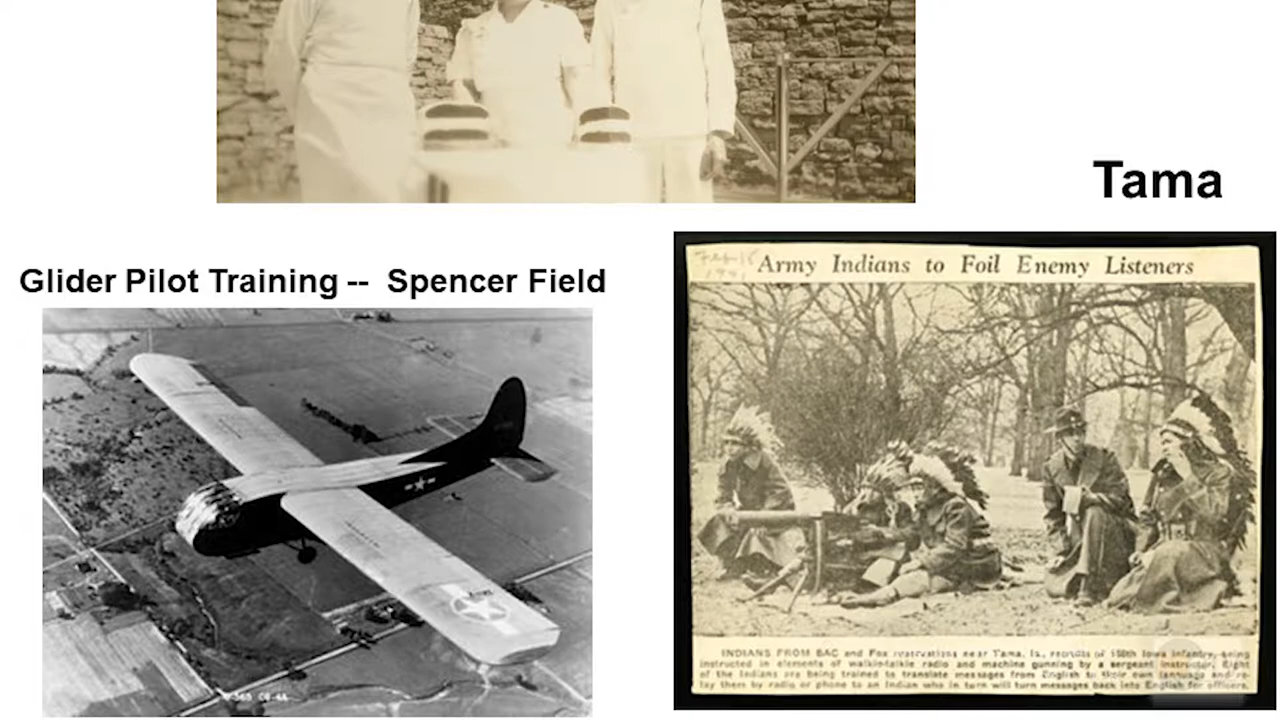 Tama
Glider Pilot Training -- Spencer Field
Army Indians to Foil Enemy Listeners
INDIANS FROM SAC and Fox reservations near Tama, Ia., recruits of 168th Iowa infantry, being
instructed in elements of walkie-talkie radio and machine gunning by a sergeant instructor. Eight
of the Indians are being trained to translate messages from English to their own language and re-
lay them by radio or phone to an Indian who in turn will turn messages back into English for officers.